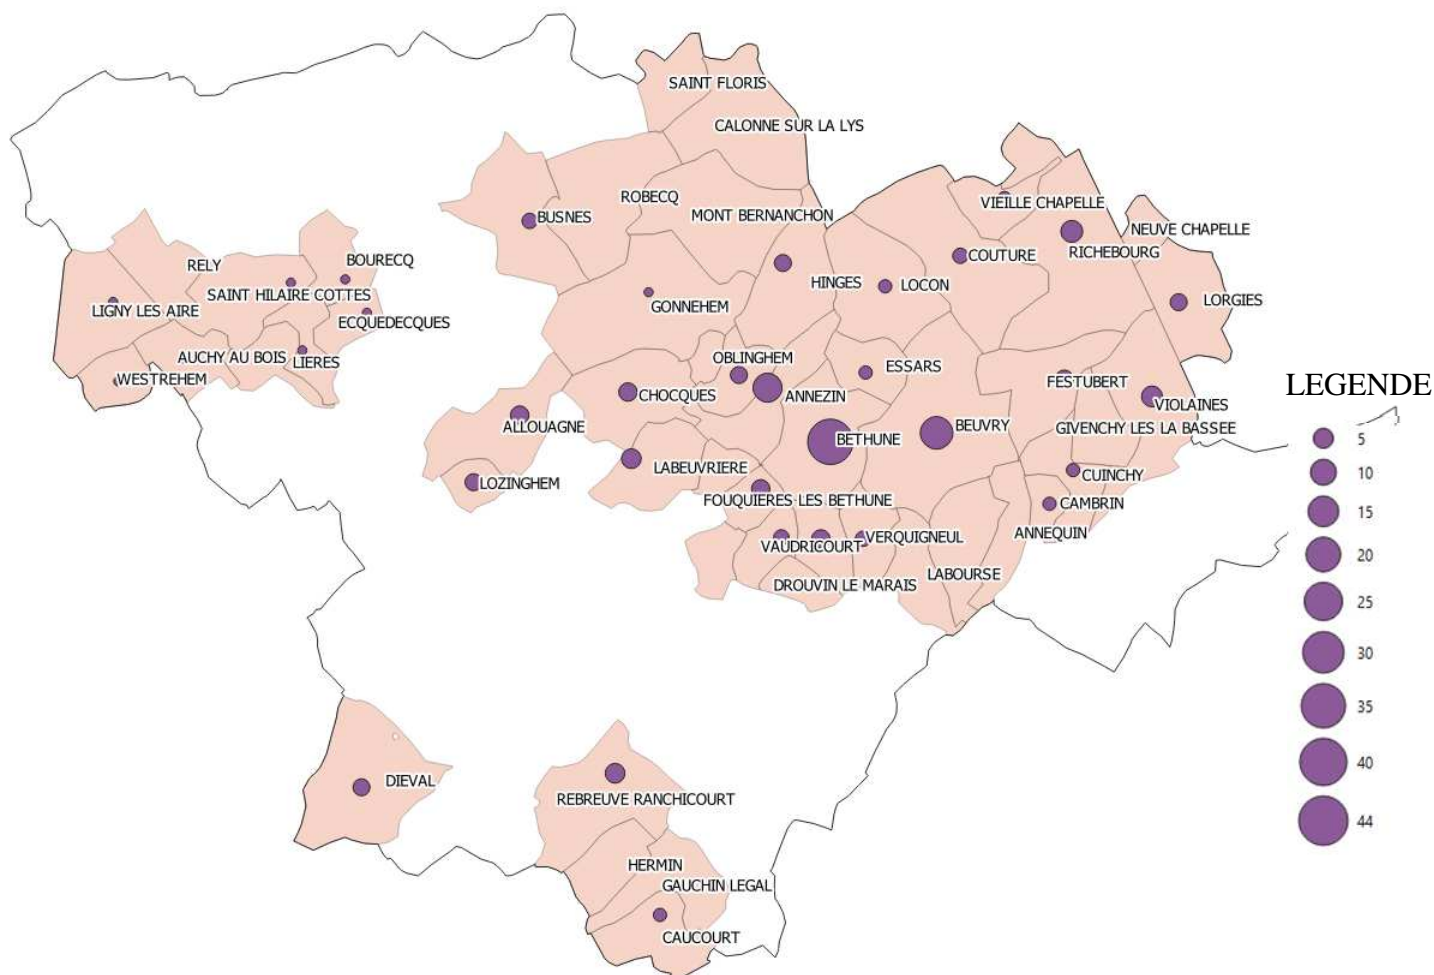 SAINT FLORIS
CALONNE SUR LA LYS
ROBECQ
VIEILLE CHAPELLE
BUSNES
MONT BERNANCHON
NEUVE CHAPELLE
RICHEBOURG
COUTURE
BOURECQ
RELY
HINGES
LOCON
SAINT HILAIRE COTTES
GONNEHEM
LORGIES
LIGNY LES AIRE
ECQUEDECQUES
AUCHY AU BOIS
LIERES
OBLINGHEM
ESSARS
WESTREHEM
FESTUBERT
LEGENDE
CHOCQUES
ANNEZIN
VIOLAINES
ALLOUAGNE
BEUVRY
GIVENCHY LES LA BASSEE
BETHUNE
5
LABEUVRIERE
10
LOZINGHEM
CUINCHY
FOUQUIERES LES BETHUNE
CAMBRIN
15
ANNEQUIN
VAUDRICOURT
VERQUIGNEUL
20
DROUVIN LE MARAIS
LABOURSE
25
30
35
40
DIEVAL
REBREUVE RANCHICOURT
44
HERMIN
GAUCHIN LEGAL
CAUCOURT